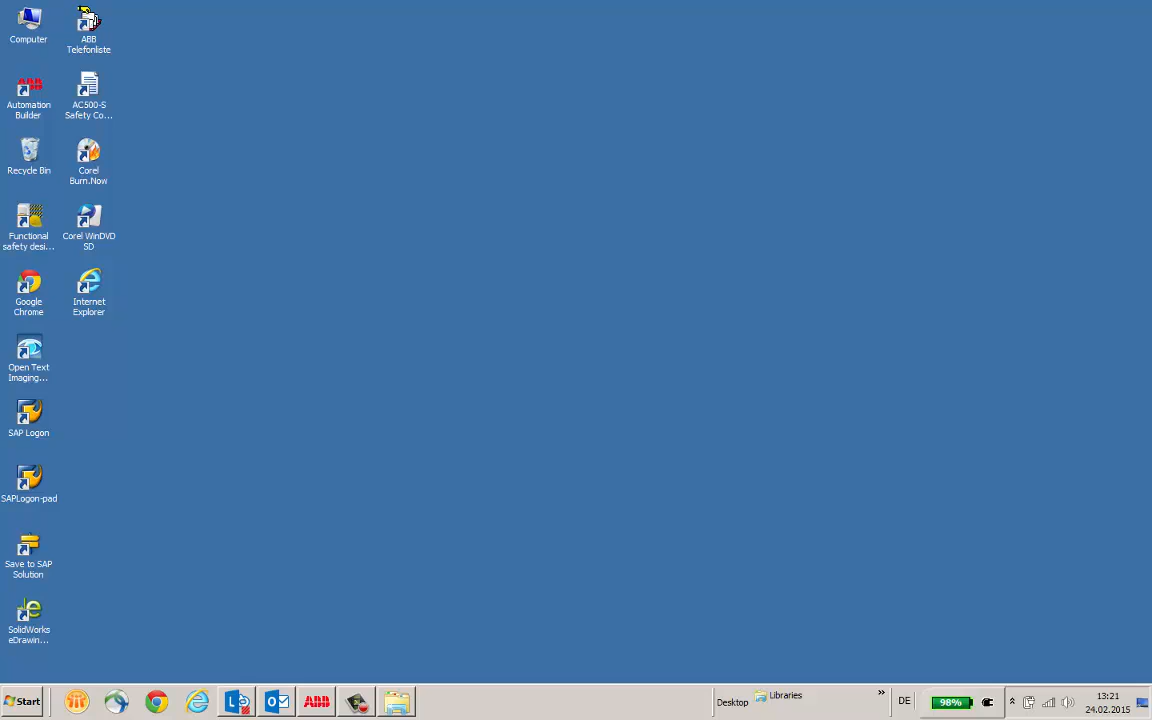 Computer
ABB
Telefonliste
Automation
Builder
AC500-S
Safety Co...
Recycle Bin
Corel
Burn.Now
Functional
safety desi...
Corel WinDVD
SD
Google
Chrome
Internet
Explorer
Open Text
Imaging...
SAP Logon
SAPLogon-pad
Save to SAP
Solution
SolidWorks
eDrawin...
Start
ABB
Desktop
Libraries
»
DE
98%
13:21
24.02.2015